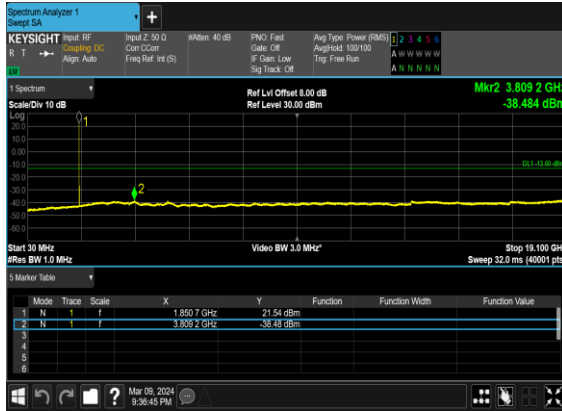 Spectrum Analyzer 1
Swept SA
+
KEYSIGHT Input: RF Input Z: 50 Ω #Atten: 40 dB PNO: Fast Avg Type: Power (RMS) 1 2 3 4 5 6
R T Coupling: DC Corr CCorr Gate: Off Avg|Hold: 100/100 A W W W W W
Align: Auto Freq Ref: Int (S) IF Gain: Low Trig: Free Run
Sig Track: Off A N N N N N
1 Spectrum
Ref Lvl Offset 8.00 dB Mkr2 3.809 2 GHz
Scale/Div 10 dB Ref Level 30.00 dBm -38.484 dBm
Log
20.0 1
10.0
0.00
-10.0 DL1 -13.00 dBm
-20.0
-30.0 2
-40.0
-50.0
-60.0
Start 30 MHz Video BW 3.0 MHz* Stop 19.100 GHz
#Res BW 1.0 MHz Sweep 32.0 ms (40001 pts)
5 Marker Table
Mode Trace Scale X Y Function Function Width Function Value
1 N 1 f 1.850 7 GHz 21.54 dBm
2 N 1 f 3.809 2 GHz -38.48 dBm
3
4
5
6
? Mar 09, 2024
9:36:45 PM